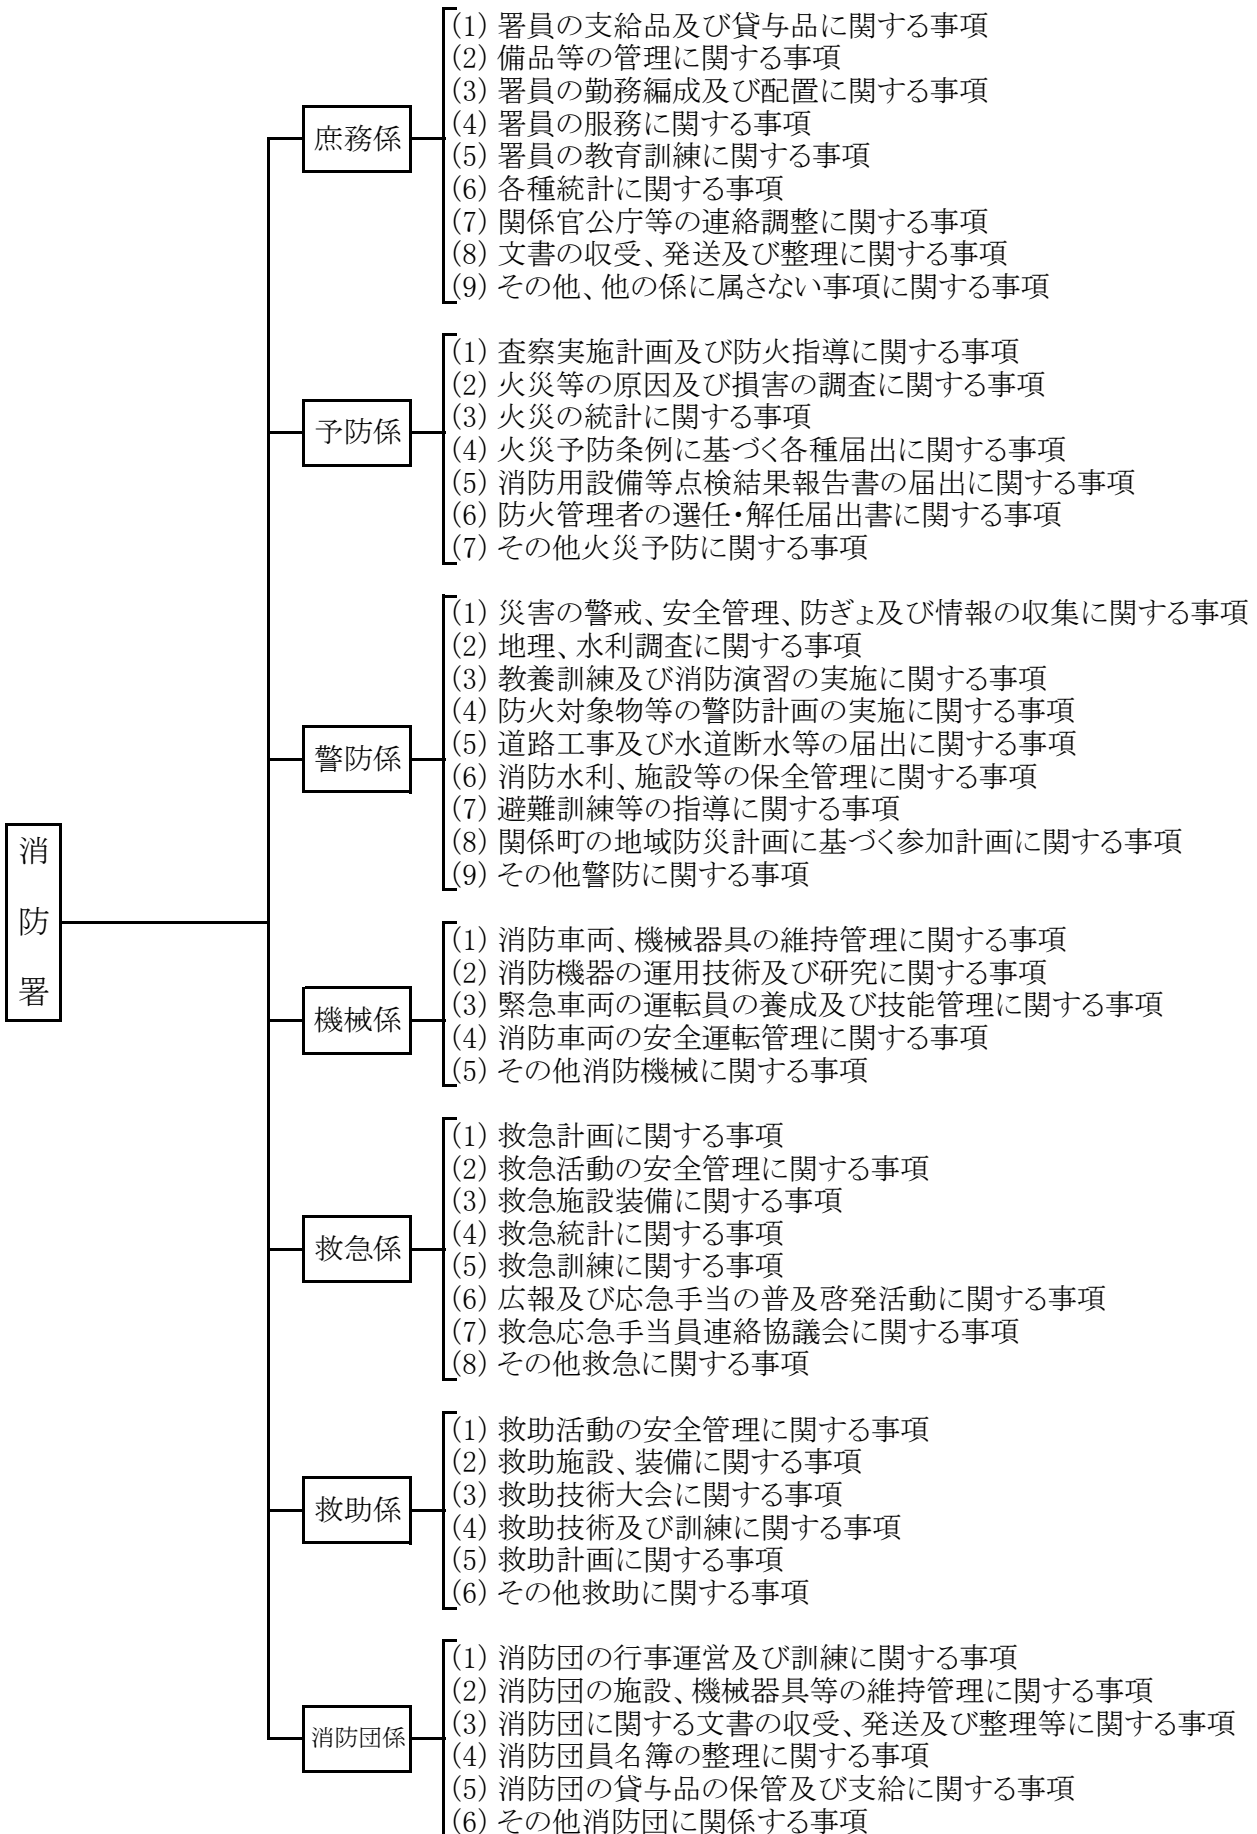 消防署
庶務係
(1) 署員の支給品及び貸与品に関する事項
(2) 備品等の管理に関する事項
(3) 署員の勤務編成及び配置に関する事項
(4) 署員の服務に関する事項
(5) 署員の教育訓練に関する事項
(6) 各種統計に関する事項
(7) 関係官公庁等の連絡調整に関する事項
(8) 文書の収受、発送及び整理に関する事項
(9) その他、他の係に属さない事項に関する事項
予防係
(1) 査察実施計画及び防火指導に関する事項
(2) 火災等の原因及び損害の調査に関する事項
(3) 火災の統計に関する事項
(4) 火災予防条例に基づく各種届出に関する事項
(5) 消防用設備等点検結果報告書の届出に関する事項
(6) 防火管理者の選任・解任届出書に関する事項
(7) その他火災予防に関する事項
警防係
(1) 災害の警戒、安全管理、防ぎょ及び情報の収集に関する事項
(2) 地理、水利調査に関する事項
(3) 教養訓練及び消防演習の実施に関する事項
(4) 防火対象物等の警防計画の実施に関する事項
(5) 道路工事及び水道断水等の届出に関する事項
(6) 消防水利、施設等の保全管理に関する事項
(7) 避難訓練等の指導に関する事項
(8) 関係町の地域防災計画に基づく参加計画に関する事項
(9) その他警防に関する事項
機械係
(1) 消防車両、機械器具の維持管理に関する事項
(2) 消防機器の運用技術及び研究に関する事項
(3) 緊急車両の運転員の養成及び技能管理に関する事項
(4) 消防車両の安全運転管理に関する事項
(5) その他消防機械に関する事項
救急係
(1) 救急計画に関する事項
(2) 救急活動の安全管理に関する事項
(3) 救急施設装備に関する事項
(4) 救急統計に関する事項
(5) 救急訓練に関する事項
(6) 広報及び応急手当の普及啓発活動に関する事項
(7) 救急応急手当員連絡協議会に関する事項
(8) その他救急に関する事項
救助係
(1) 救助活動の安全管理に関する事項
(2) 救助施設、装備に関する事項
(3) 救助技術大会に関する事項
(4) 救助技術及び訓練に関する事項
(5) 救助計画に関する事項
(6) その他救助に関する事項
消防団係
(1) 消防団の行事運営及び訓練に関する事項
(2) 消防団の施設、機械器具等の維持管理に関する事項
(3) 消防団に関する文書の収受、発送及び整理等に関する事項
(4) 消防団員名簿の整理に関する事項
(5) 消防団の貸与品の保管及び支給に関する事項
(6) その他消防団に関係する事項